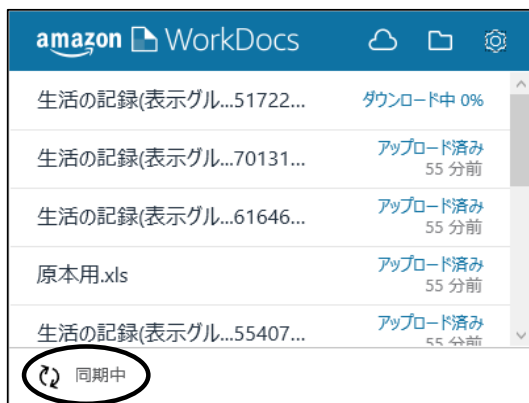 amazon WorkDocs
生活の記録(表示グル...51722... ダウンロード中 0%
生活の記録(表示グル...70131... アップロード済み
55 分前
生活の記録(表示グル...61646... アップロード済み
55 分前
原本用.xls アップロード済み
55 分前
生活の記録(表示グル...55407... アップロード済み
55 分前
同期中